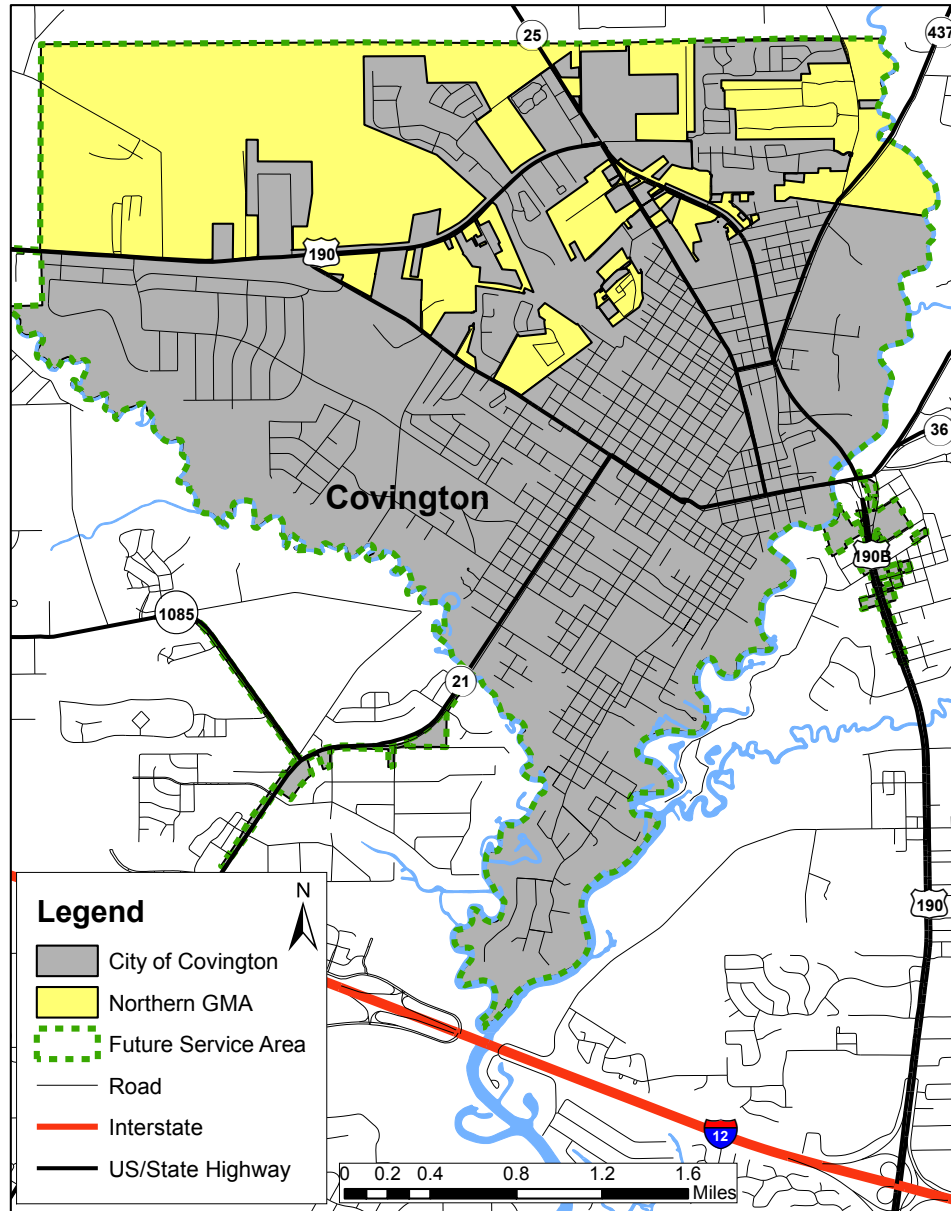 25
437
190
36
Covington
190B
1085
21
190
Legend
N
City of Covington
Northern GMA
Future Service Area
Road
Interstate
US/State Highway
12
0 0.2 0.4 0.8 1.2 1.6
Miles